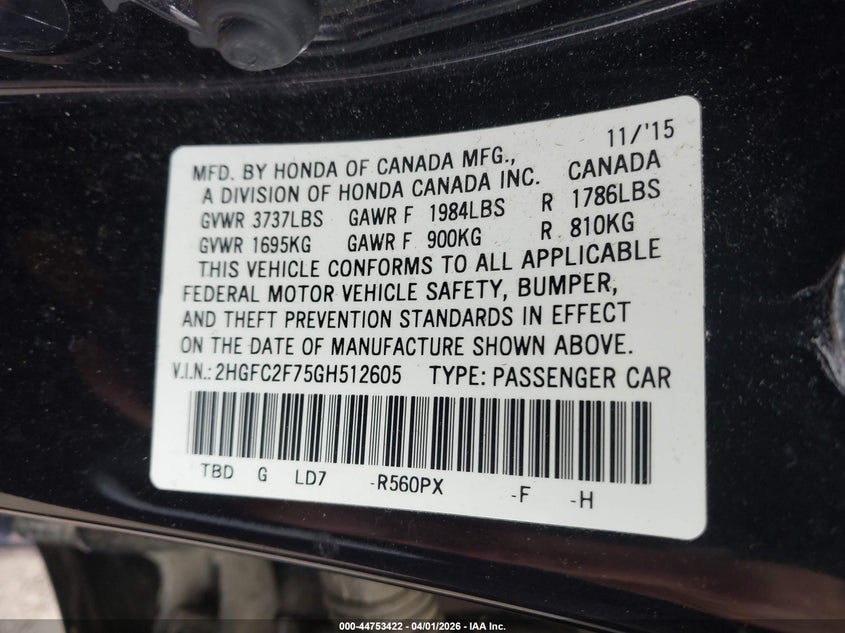 11/'15
MFD. BY HONDA OF CANADA MFG.,
A DIVISION OF HONDA CANADA INC. CANADA
GVWR 3737LBS GAWR F 1984LBS R 1786LBS
GVWR 1695KG GAWR F 900KG R 810KG
THIS VEHICLE CONFORMS TO ALL APPLICABLE
FEDERAL MOTOR VEHICLE SAFETY, BUMPER,
AND THEFT PREVENTION STANDARDS IN EFFECT
ON THE DATE OF MANUFACTURE SHOWN ABOVE.
V.I.N.: 2HGFC2F75GH512605 TYPE: PASSENGER CAR
TBD G LD7 -R560PX -F -H
000-44753422 - 04/01/2026 - IAA Inc.